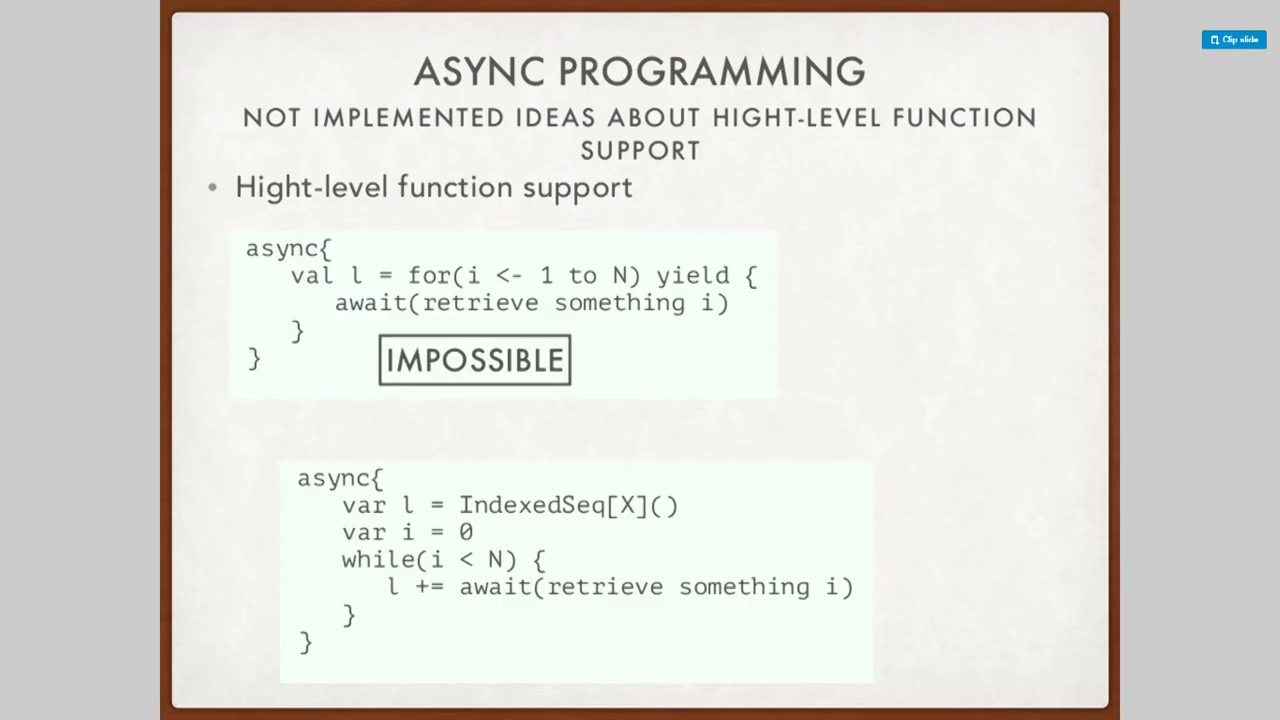 Clip slide
ASYNC PROGRAMMING
NOT IMPLEMENTED IDEAS ABOUT HIGHT-LEVEL FUNCTION
SUPPORT
• Hight-level function support
async{
   val l = for(i <- 1 to N) yield {
      await(retrieve something i)
   }
}
IMPOSSIBLE
async{
   var l = IndexedSeq[X]()
   var i = 0
   while(i < N) {
      l += await(retrieve something i)
   }
}